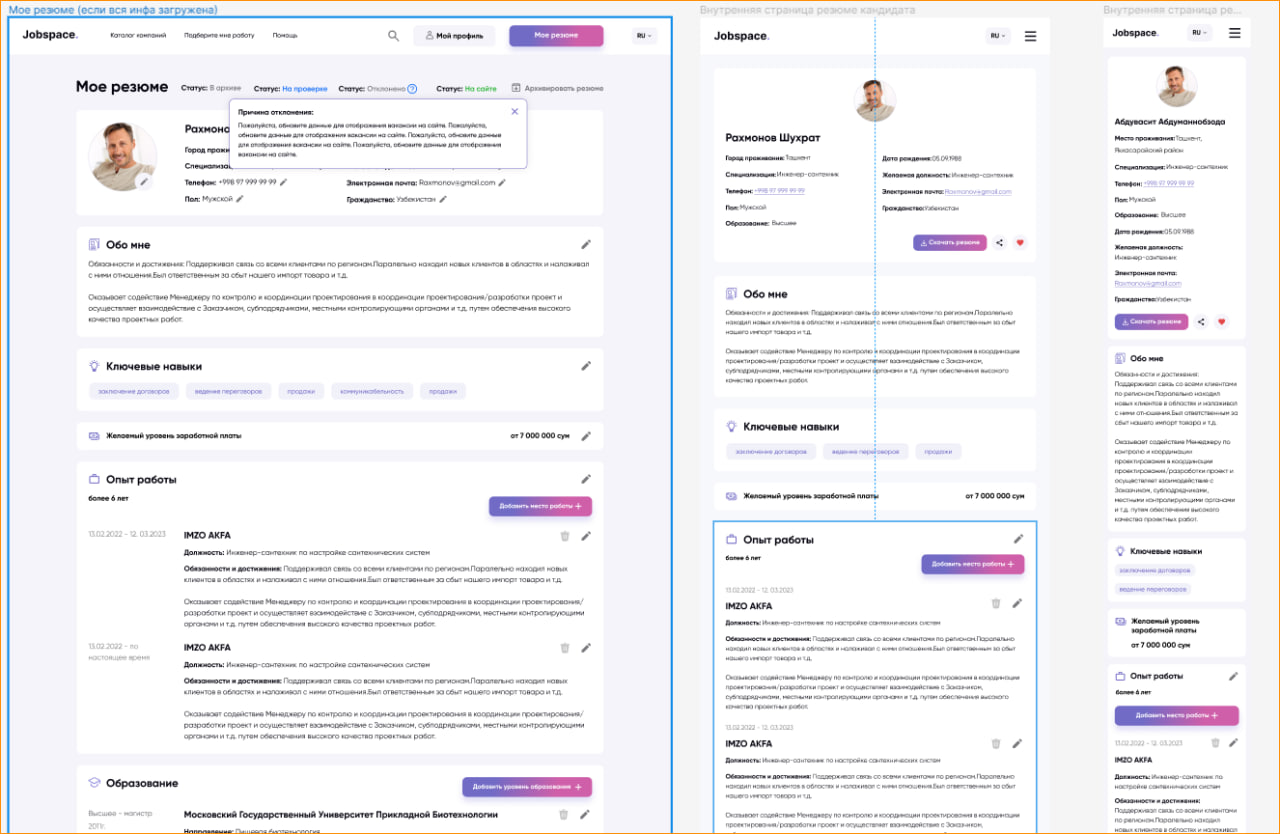 Мое резюме (если вся инфа загружена)
Jobspace.
Каталог компаний
Подберите мне работу
Помощь
Мой профиль
Мое резюме
RU
Мое резюме
Статус: В архиве
Статус: На проверке
Статус: Отклонено ?
Статус: На сайте
Архивировать резюме
Причина отклонения:
Пожалуйста, обновите данные для отображения вакансии на сайте. Пожалуйста,
обновите данные для отображения вакансии на сайте. Пожалуйста, обновите данные
для отображения вакансии на сайте. Пожалуйста, обновите данные для отображения
вакансии на сайте.
Рахмоно
Город прожи
Специализац
Телефон: +998 97 999 99 99
Электронная почта: Raxmonov@gmail.com
Пол: Мужской
Гражданство: Узбекистан
Обо мне
Обязанности и достижения: Поддерживал связь со всеми клиентами по регионам.Паралельно находил новых клиентов в областях и налаживал
с ними отношения.Был ответственным за сбыт нашего импорт товара и т.д.
Оказывает содействие Менеджеру по контролю и координации проектирования в координации проектирования/разработки проект и
осуществляет взаимодействие с Заказчиком, субподрядчиками, местными контролирующими органами и т.д. путем обеспечения высокого
качества проектных работ.
Ключевые навыки
заключение договоров
ведение переговоров
продажи
коммуникабельность
продажи
Желаемый уровень заработной платы
от 7 000 000 сум
Опыт работы
более 6 лет
Добавить место работы +
13.02.2022 - 12. 03.2023
IMZO AKFA
Должность: Инженер-сантехник по настройке сантехнических систем
Обязанности и достижения: Поддерживал связь со всеми клиентами по регионам.Паралельно находил новых
клиентов в областях и налаживал с ними отношения.Был ответственным за сбыт нашего импорт товара и т.д.
Оказывает содействие Менеджеру по контролю и координации проектирования в координации проектирования/
разработки проект и осуществляет взаимодействие с Заказчиком, субподрядчиками, местными контролирующими
органами и т.д. путем обеспечения высокого качества проектных работ.
13.02.2022 - по
настоящее время
IMZO AKFA
Должность: Инженер-сантехник по настройке сантехнических систем
Обязанности и достижения: Поддерживал связь со всеми клиентами по регионам.Паралельно находил новых
клиентов в областях и налаживал с ними отношения.Был ответственным за сбыт нашего импорт товара и т.д.
Оказывает содействие Менеджеру по контролю и координации проектирования в координации проектирования/
разработки проект и осуществляет взаимодействие с Заказчиком, субподрядчиками, местными контролирующими
органами и т.д. путем обеспечения высокого качества проектных работ.
Образование
Добавить уровень образования +
Высшее - магистр
2011г.
Московский Государственный Университет Прикладной Биотехнологии
Направление: Пищевая биотехнология
Внутренняя страница резюме кандидата
Jobspace.
RU
Рахмонов Шухрат
Город проживания: Ташкент
Дата рождения:05.09.1988
Специализация:Инженер-сантехник
Желаемая должность: Инженер-сантехник
Телефон: +998 97 999 99 99
Электронная почта: Raxmonov@gmail.com
Пол: Мужской
Гражданство:Узбекистан
Образование: Высшее
Скачать резюме
Обо мне
Обязанности и достижения: Поддерживал связь со всеми клиентами по регионам.Паралельно
находил новых клиентов в областях и налаживал с ними отношения.Был ответственным за сбыт
нашего импорт товара и т.д.
Оказывает содействие Менеджеру по контролю и координации проектирования в координации
проектирования/разработки проект и осуществляет взаимодействие с Заказчиком,
субподрядчиками, местными контролирующими органами и т.д. путем обеспечения высокого
качества проектных работ.
Ключевые навыки
заключение договоров
ведение переговоров
продажи
Желаемый уровень заработной платы
от 7 000 000 сум
Опыт работы
более 6 лет
Добавить место работы +
13.02.2022 - 12. 03.2023
IMZO AKFA
Должность: Инженер-сантехник по настройке сантехнических систем
Обязанности и достижения: Поддерживал связь со всеми клиентами по регионам.Паралельно
находил новых клиентов в областях и налаживал с ними отношения.Был ответственным за сбыт
нашего импорт товара и т.д.
Оказывает содействие Менеджеру по контролю и координации проектирования в координации
проектирования/разработки проект и осуществляет взаимодействие с Заказчиком,
субподрядчиками, местными контролирующими органами и т.д. путем обеспечения высокого
качества проектных работ.
13.02.2022 - 12. 03.2023
IMZO AKFA
Должность: Инженер-сантехник по настройке сантехнических систем
Обязанности и достижения: Поддерживал связь со всеми клиентами по регионам.Паралельно
находил новых клиентов в областях и налаживал с ними отношения.Был ответственным за сбыт
нашего импорт товара и т.д.
Оказывает содействие Менеджеру по контролю и координации проектирования в координации
проектирования/разработки проект и осуществляет взаимодействие с Заказчиком,
Внутренняя страница ре...
Jobspace.
RU
Абдувасит Абдуманнобзода
Место проживания:Ташкент,
Яккасаройский район
Специализация: Инженер-сантехник
Телефон: +998 97 999 99 99
Пол: Мужской
Образование: Высшее
Дата рождения:05.09.1988
Желаемая должность:
Инженер-сантехник
Электронная почта:
Raxmonov@gmail.com
Гражданство:Узбекистан
Скачать резюме
Обо мне
Обязанности и достижения:
Поддерживал связь со всеми клиентами
по регионам.Паралельно находил
новых клиентов в областях и налаживал
с ними отношения.Был ответственным за
сбыт нашего импорт товара и т.д.
Оказывает содействие Менеджеру по
контролю и координации
проектирования в координации
проектирования/разработки проект и
осуществляет взаимодействие с
Заказчиком, субподрядчиками,
местными контролирующими органами
и т.д. путем обеспечения высокого
качества проектных работ.
Ключевые навыки
заключение договоров
ведение переговоров
Желаемый уровень
заработной платы
от 7 000 000 сум
Опыт работы
более 6 лет
Добавить место работы +
13.02.2022 - 12. 03.2023
IMZO AKFA
Должность: Инженер-сантехник по
настройке сантехнических систем
Обязанности и достижения:
Поддерживал связь со всеми клиентами
по регионам.Паралельно находил
новых клиентов в областях и налаживал